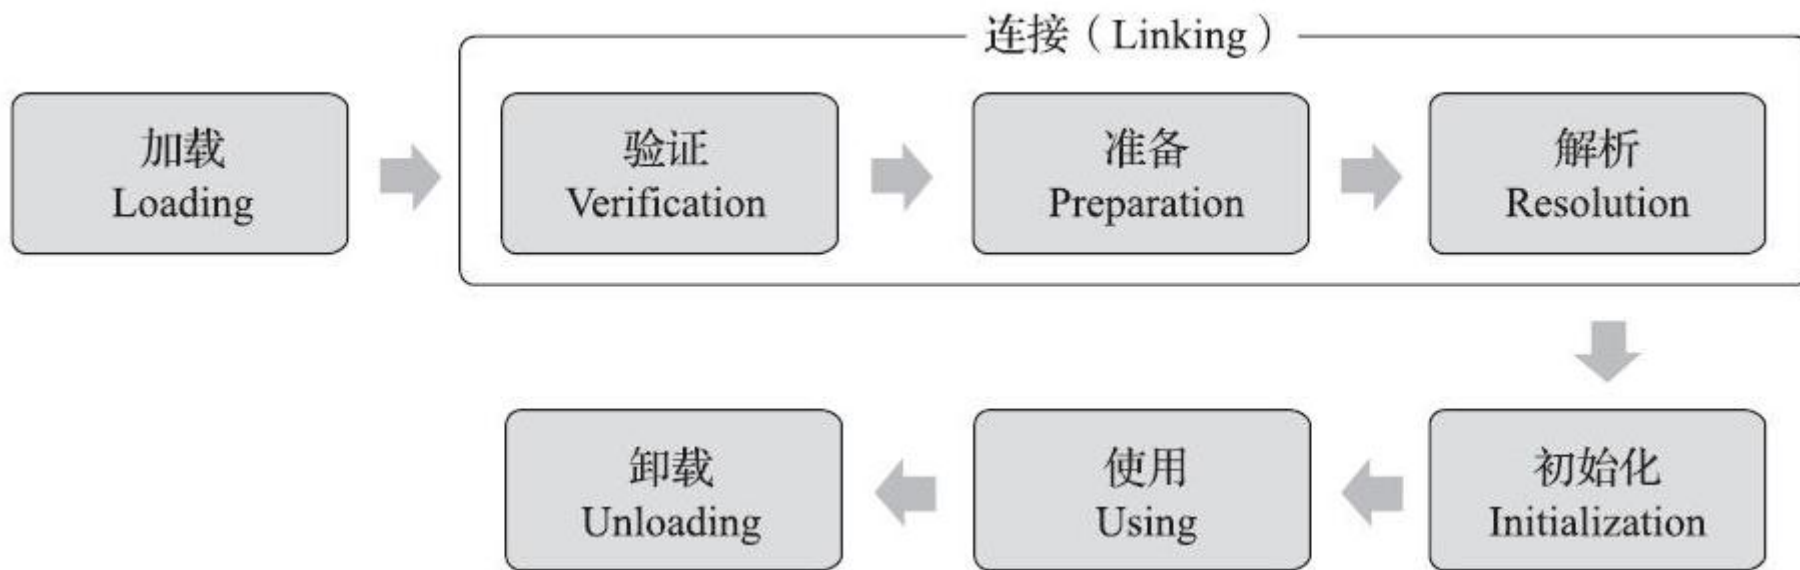 连接（Linking）
加载
Loading
验证
Verification
准备
Preparation
解析
Resolution
初始化
Initialization
使用
Using
卸载
Unloading